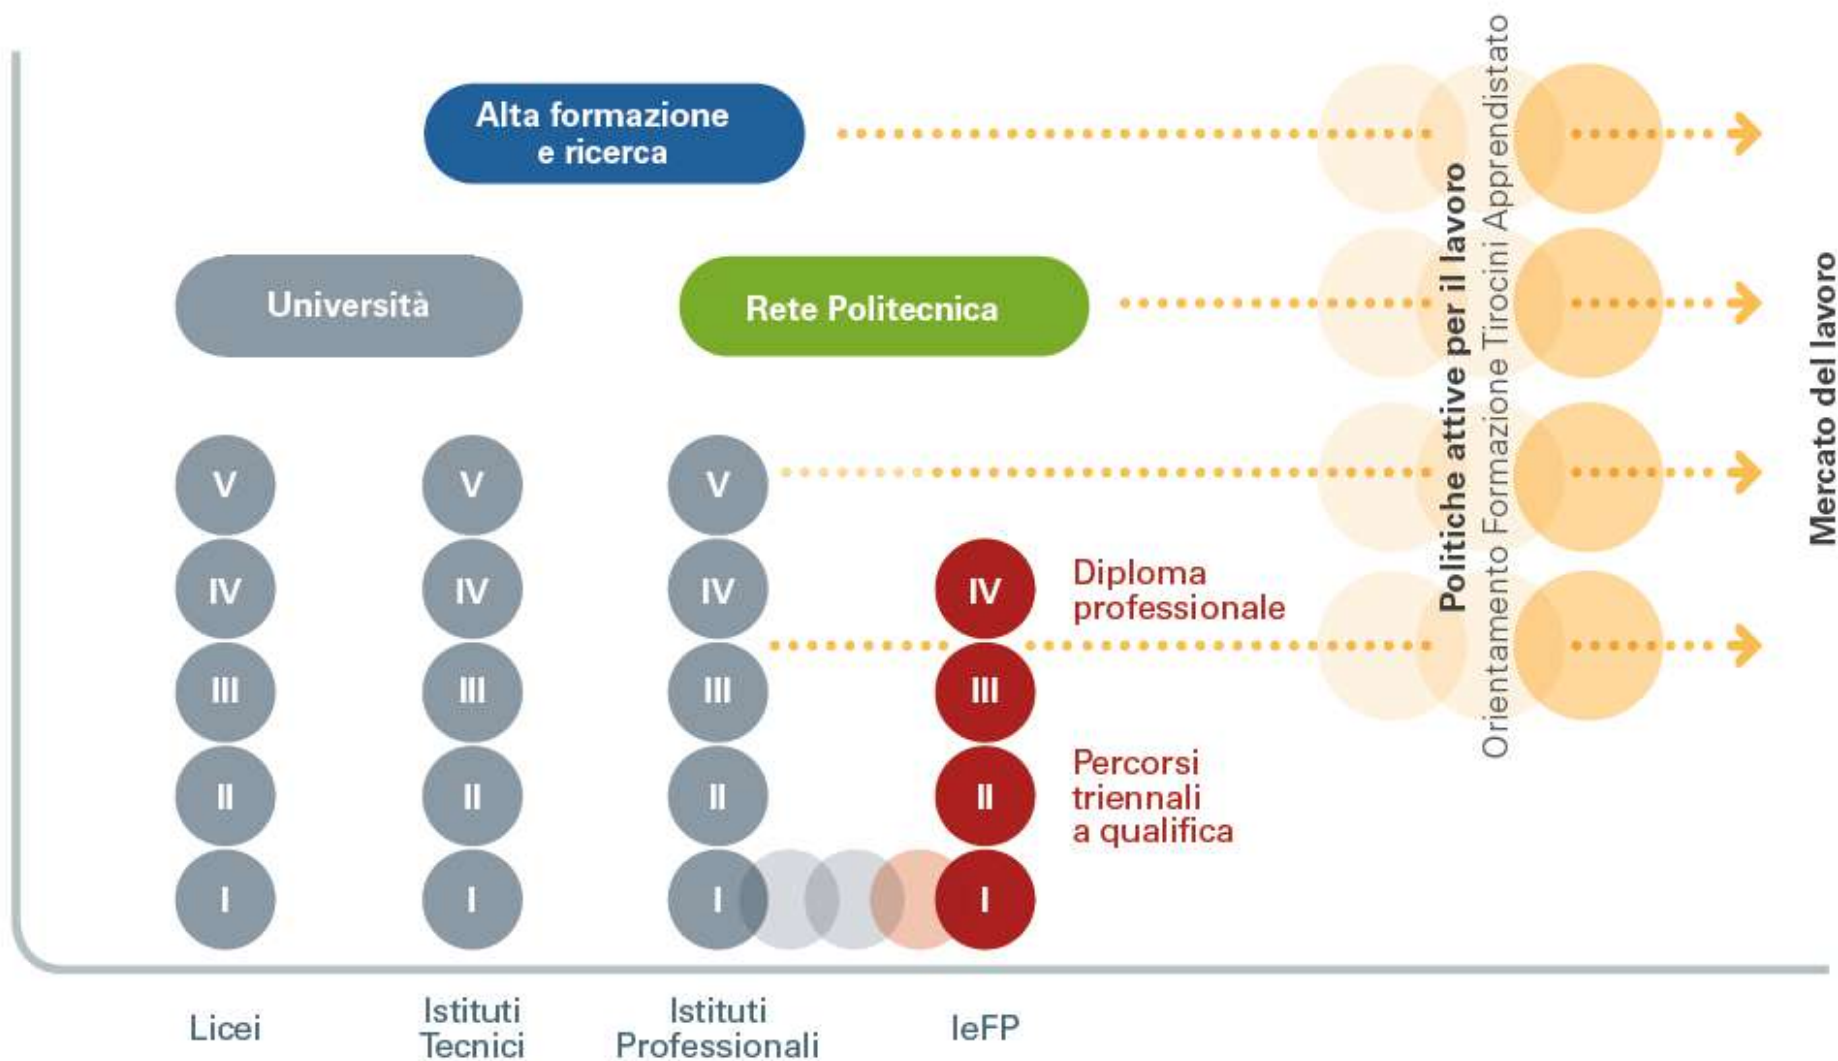 Alta formazione
e ricerca
Università
Rete Politecnica
V
V
V
IV
IV
IV
IV
Diploma
professionale
III
III
III
III
II
II
II
II
Percorsi
triennali
a qualifica
I
I
I
I
Licei
Istituti
Tecnici
Istituti
Professionali
IeFP
Politiche attive per il lavoro
Orientamento Formazione Tirocini Apprendistato
Mercato del lavoro